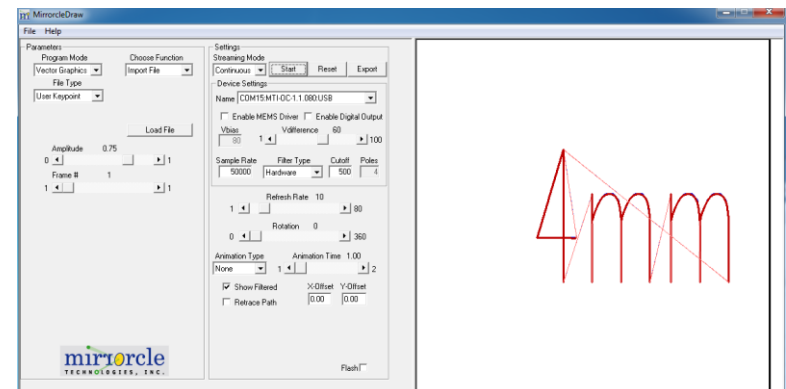 MirrorcleDraw
File Help
Parameters
Program Mode Choose Function
Vector Graphics Import File
File Type
User Keypoint
Load File
Amplitude 0.75
0 1
Frame # 1
1 1
mirrorcle
TECHNOLOGIES, INC.
Settings
Streaming Mode
Continuous Start Reset Export
Device Settings
Name COM15:MTI-OC-1.1.080:USB
Enable MEMS Driver Enable Digital Output
Vbias Vdifference 60
80 1 100
Sample Rate Filter Type Cutoff Poles
50000 Hardware 500 4
Refresh Rate 10
1 80
Rotation 0
0 360
Animation Type Animation Time 1.00
None 1 2
Show Filtered X-Offset Y-Offset
Retrace Path 0.00 0.00
Flash
4mm